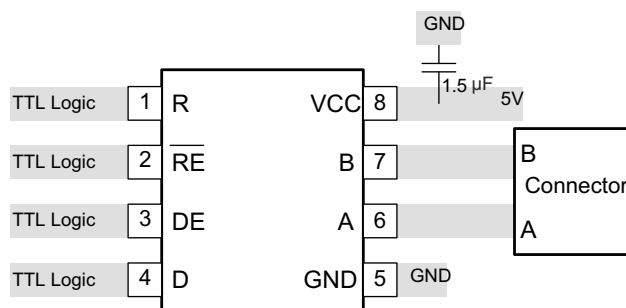 GND
1.5 µF
5V
TTL Logic 1 R VCC 8
TTL Logic 2 RE B 7
TTL Logic 3 DE A 6
TTL Logic 4 D GND 5 GND
B
Connector
A